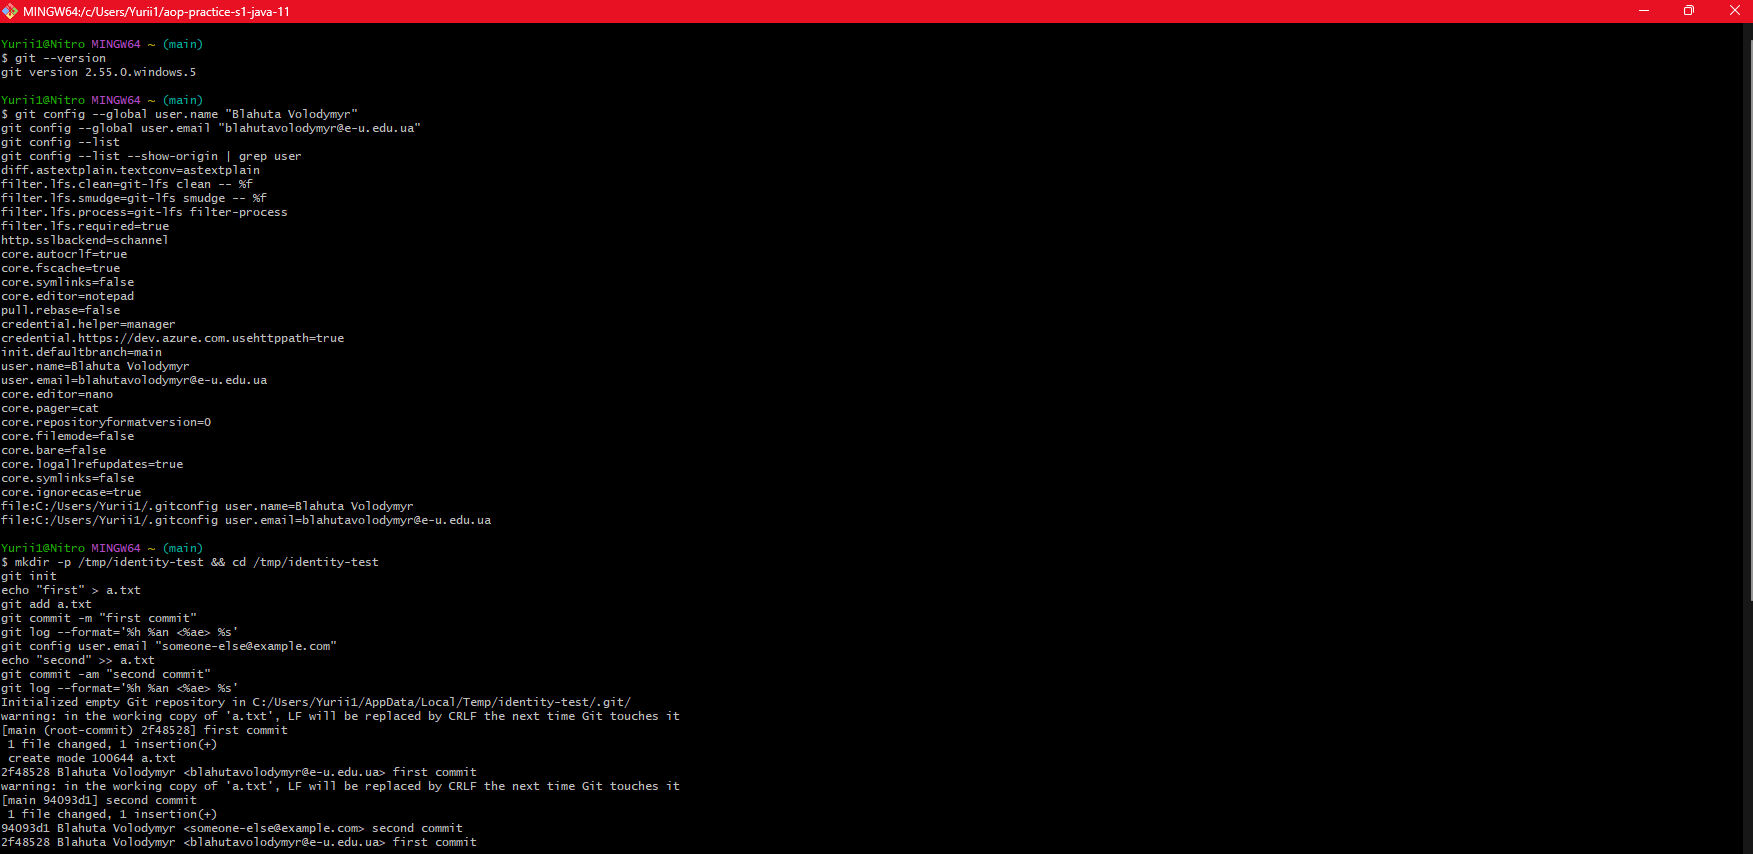 MINGW64:/c/Users/Yurii1/aop-practice-s1-java-11
Yurii1@Nitro MINGW64 ~ (main)
$ git --version
git version 2.55.0.windows.5
Yurii1@Nitro MINGW64 ~ (main)
$ git config --global user.name "Blahuta Volodymyr"
git config --global user.email "blahutavolodymyr@e-u.edu.ua"
git config --list
git config --list --show-origin | grep user
diff.astextplain.textconv=astextplain
filter.lfs.clean=git-lfs clean -- %f
filter.lfs.smudge=git-lfs smudge -- %f
filter.lfs.process=git-lfs filter-process
filter.lfs.required=true
http.sslbackend=schannel
core.autocrlf=true
core.fscache=true
core.symlinks=false
core.editor=notepad
pull.rebase=false
credential.helper=manager
credential.https://dev.azure.com.usehttppath=true
init.defaultbranch=main
user.name=Blahuta Volodymyr
user.email=blahutavolodymyr@e-u.edu.ua
core.editor=nano
core.pager=cat
core.repositoryformatversion=0
core.filemode=false
core.bare=false
core.logallrefupdates=true
core.symlinks=false
core.ignorecase=true
file:C:/Users/Yurii1/.gitconfig user.name=Blahuta Volodymyr
file:C:/Users/Yurii1/.gitconfig user.email=blahutavolodymyr@e-u.edu.ua
Yurii1@Nitro MINGW64 ~ (main)
$ mkdir -p /tmp/identity-test && cd /tmp/identity-test
git init
echo "first" > a.txt
git add a.txt
git commit -m "first commit"
git log --format='%h %an <%ae> %s'
git config user.email "someone-else@example.com"
echo "second" >> a.txt
git commit -am "second commit"
git log --format='%h %an <%ae> %s'
Initialized empty Git repository in C:/Users/Yurii1/AppData/Local/Temp/identity-test/.git/
warning: in the working copy of 'a.txt', LF will be replaced by CRLF the next time Git touches it
[main (root-commit) 2f48528] first commit
 1 file changed, 1 insertion(+)
 create mode 100644 a.txt
2f48528 Blahuta Volodymyr <blahutavolodymyr@e-u.edu.ua> first commit
warning: in the working copy of 'a.txt', LF will be replaced by CRLF the next time Git touches it
[main 94093d1] second commit
 1 file changed, 1 insertion(+)
94093d1 Blahuta Volodymyr <someone-else@example.com> second commit
2f48528 Blahuta Volodymyr <blahutavolodymyr@e-u.edu.ua> first commit